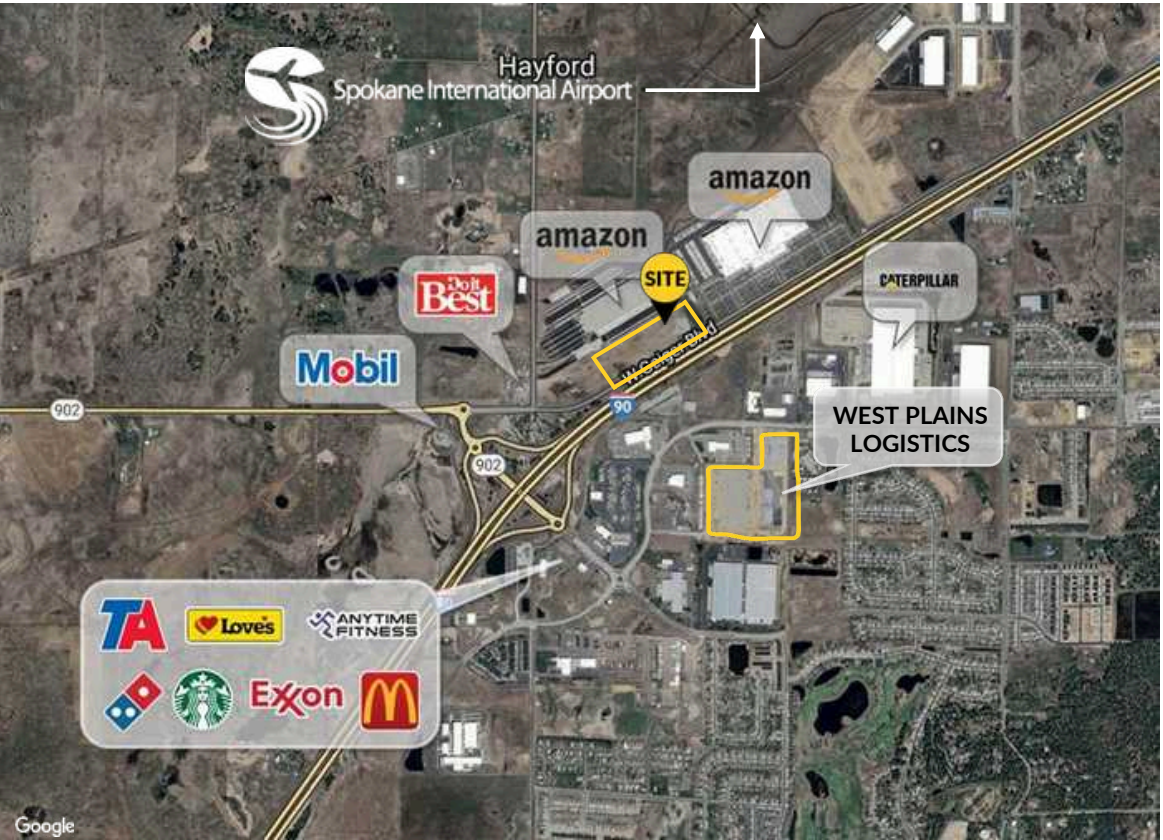 Hayford
Spokane International Airport
amazon
amazon
SITE
Do it
Best
CATERPILLAR
W Geiger Blvd
Mobil
902
90
WEST PLAINS
LOGISTICS
902
TA
Love's
ANYTIME
FITNESS
Exxon
Google